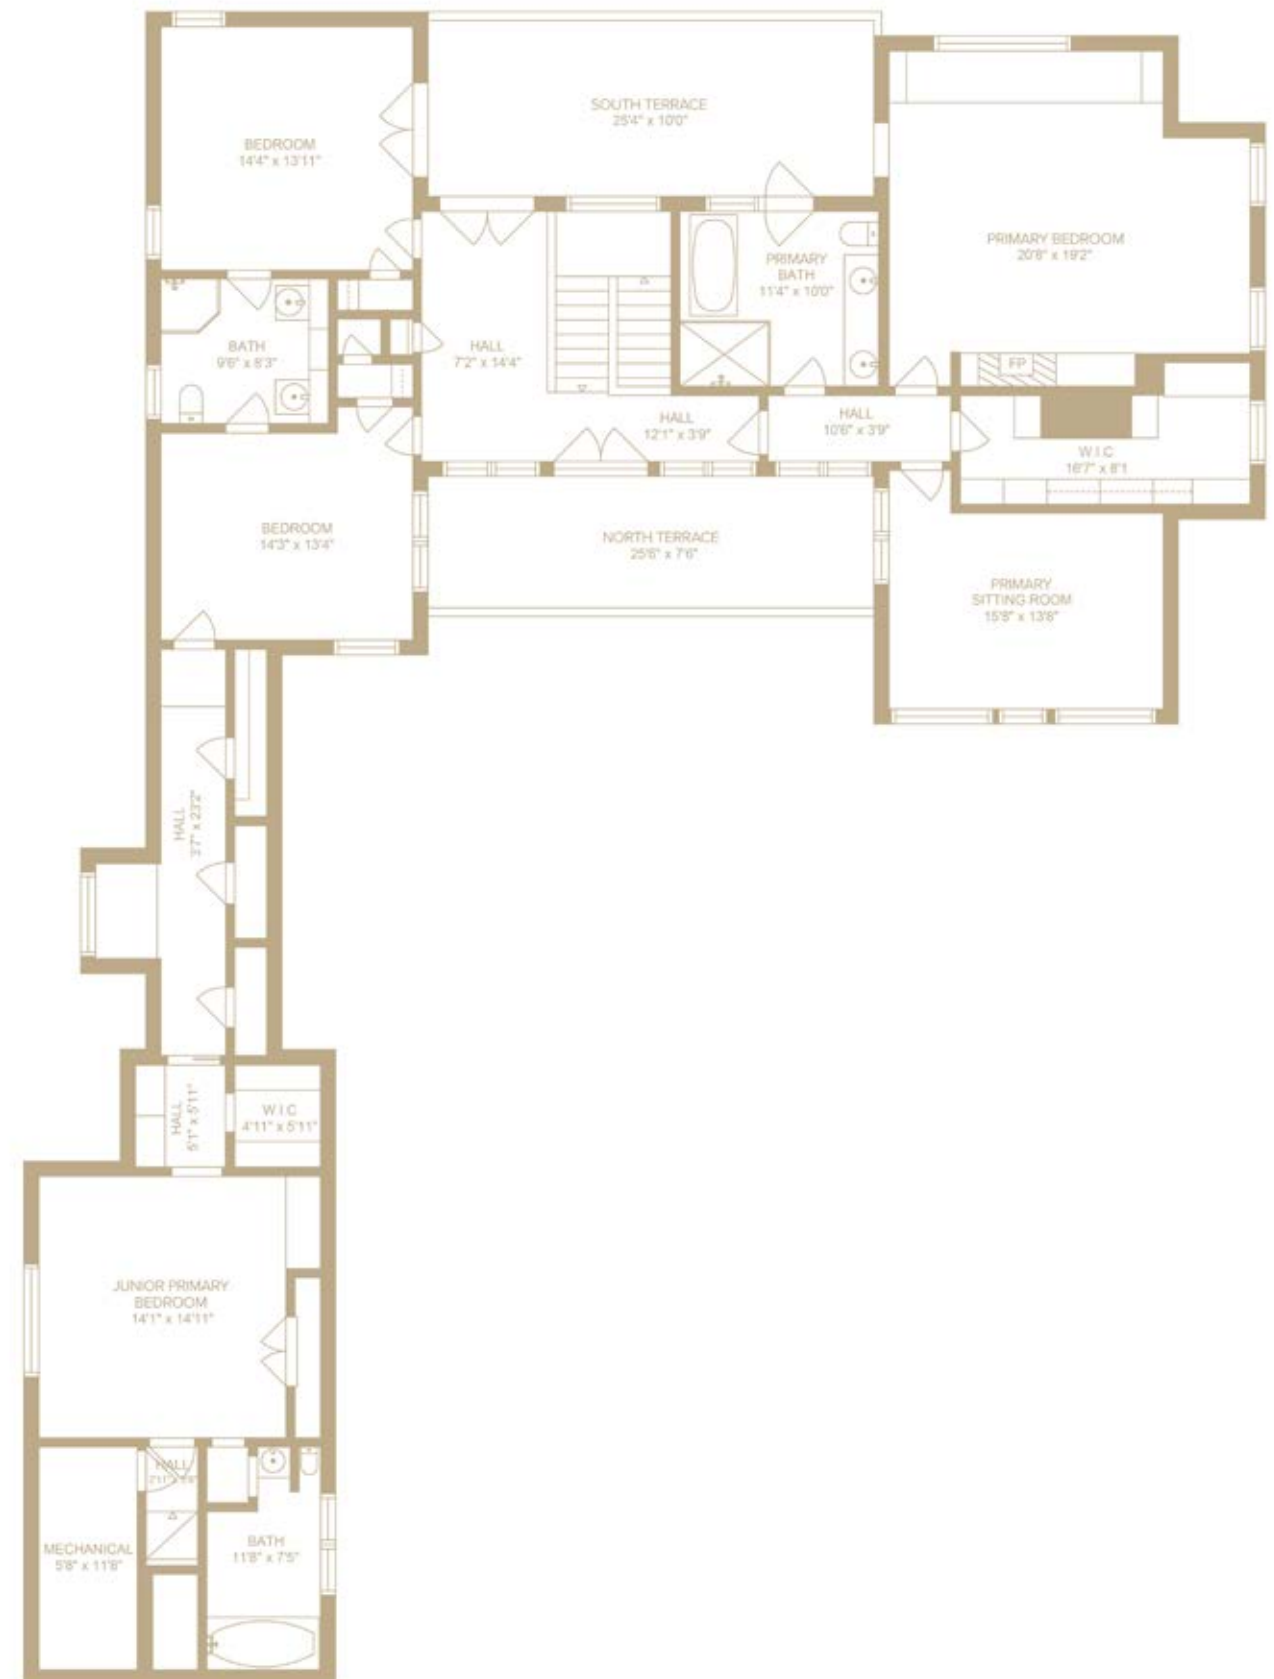 SOUTH TERRACE
25'4" x 10'0"
BEDROOM
14'4" x 13'11"
PRIMARY BEDROOM
20'8" x 19'2"
PRIMARY
BATH
11'4" x 10'0"
BATH
9'6" x 8'3"
HALL
7'2" x 14'4"
FP
HALL
12'1" x 3'9"
HALL
10'6" x 3'9"
W.I.C
16'7" x 8'1
BEDROOM
14'3" x 13'4"
NORTH TERRACE
25'6" x 7'6"
PRIMARY
SITTING ROOM
15'8" x 13'8"
HALL
3'7" x 23'2"
HALL
5'1" x 5'11"
W.I.C
4'11" x 5'11"
JUNIOR PRIMARY
BEDROOM
14'1" x 14'11"
HALL
MECHANICAL
5'8" x 11'8"
BATH
11'8" x 7'5"